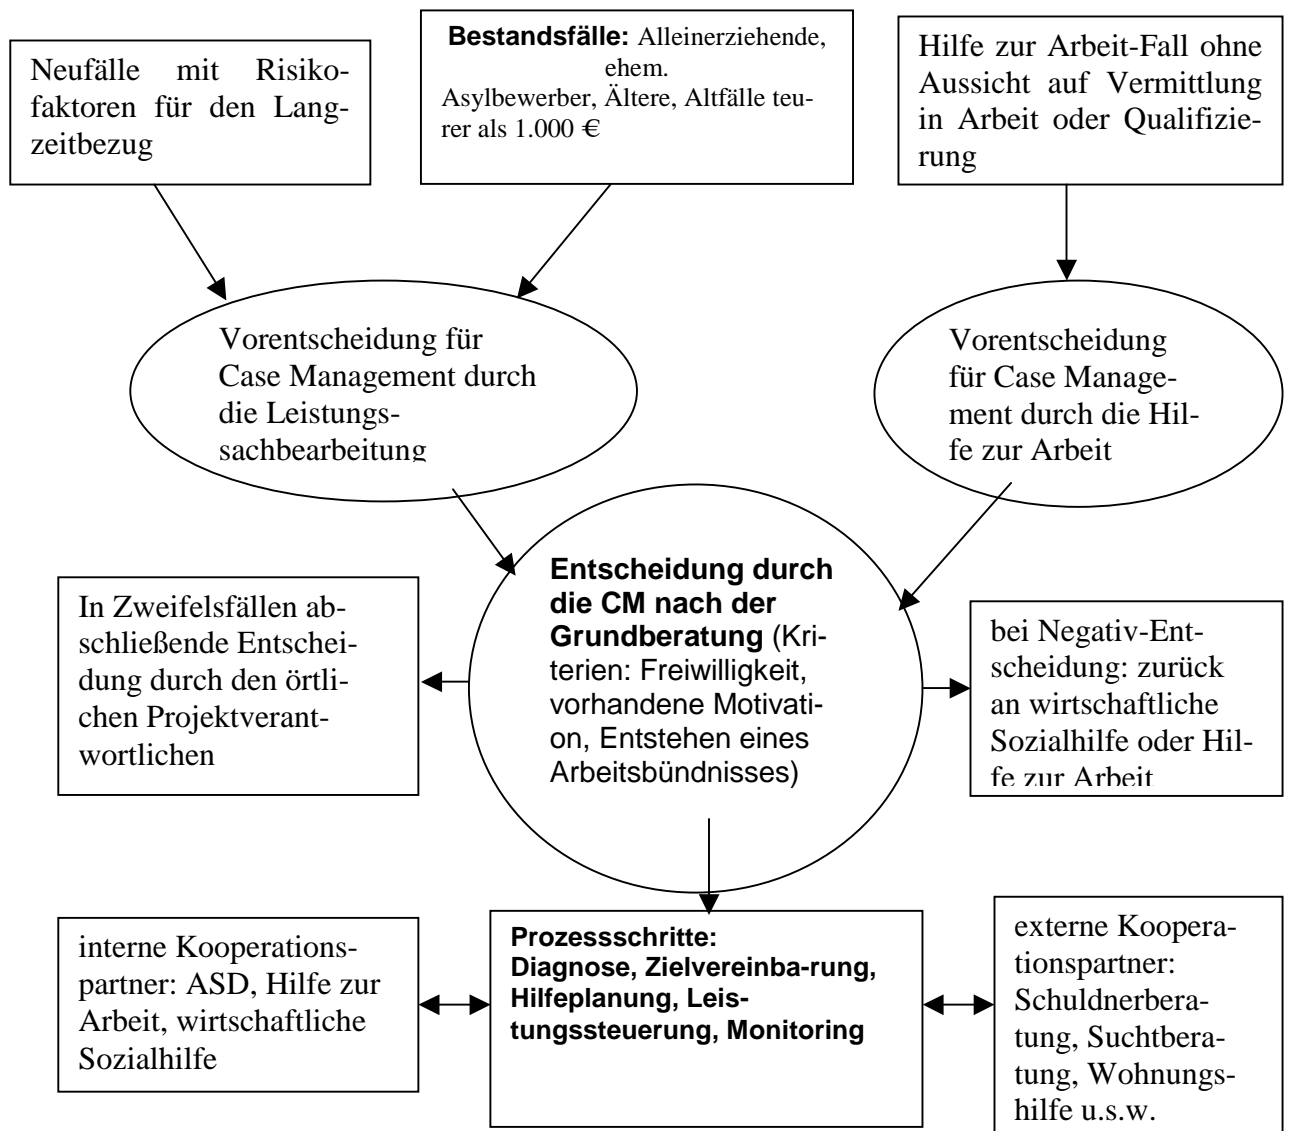 Neufälle mit Risiko-
faktoren für den Lang-
zeitbezug
Bestandsfälle: Alleinerziehende,
ehem.
Asylbewerber, Ältere, Altfälle teu-
rer als 1.000 €
Hilfe zur Arbeit-Fall ohne
Aussicht auf Vermittlung
in Arbeit oder Qualifizie-
rung
Vorentscheidung für
Case Management durch
die Leistungs-
sachbearbeitung
Vorentscheidung
für Case Manage-
ment durch die Hil-
fe zur Arbeit
Entscheidung durch
die CM nach der
Grundberatung (Kri-
terien: Freiwilligkeit,
vorhandene Motivati-
on, Entstehen eines
Arbeitsbündnisses)
In Zweifelsfällen ab-
schließende Entschei-
dung durch den örtli-
chen Projektverant-
wortlichen
bei Negativ-Ent-
scheidung: zurück
an wirtschaftliche
Sozialhilfe oder Hil-
fe zur Arbeit
interne Kooperations-
partner: ASD, Hilfe zur
Arbeit, wirtschaftliche
Sozialhilfe
Prozessschritte:
Diagnose, Zielvereinba-rung,
Hilfeplanung, Leis-
tungssteuerung, Monitoring
externe Koopera-
tionspartner:
Schuldnerbera-
tung, Suchtbera-
tung, Wohnungs-
hilfe u.s.w.